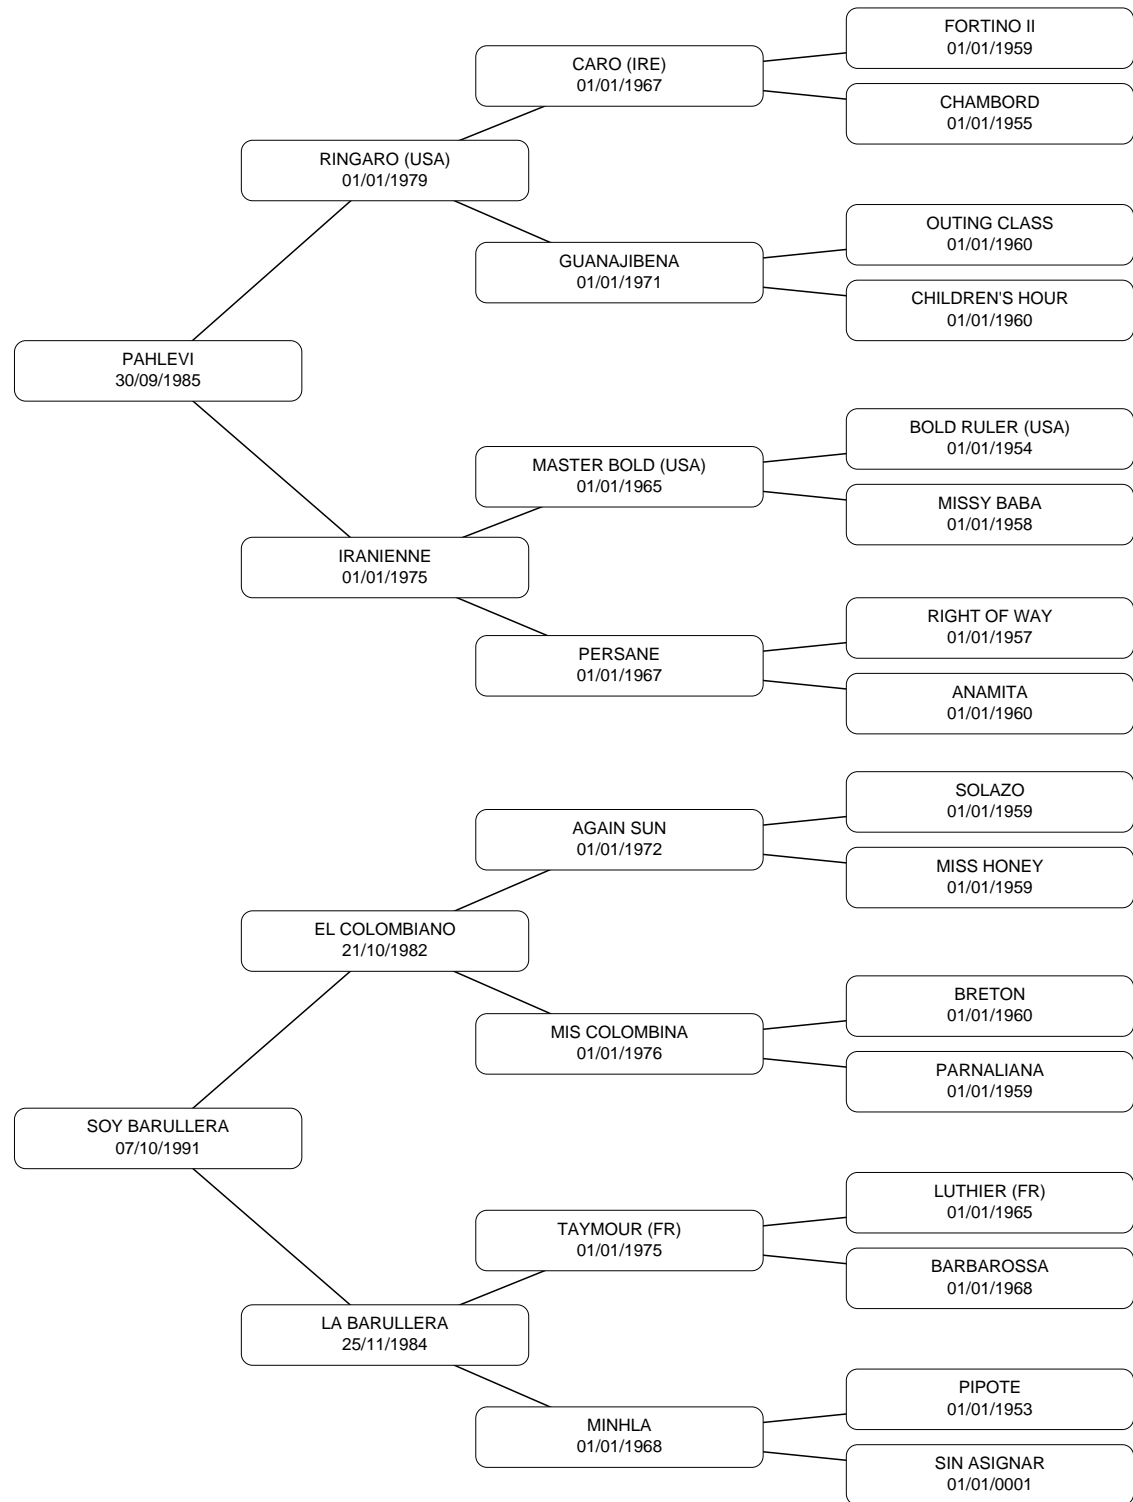 FORTINO II
01/01/1959
CARO (IRE)
01/01/1967
CHAMBORD
01/01/1955
RINGARO (USA)
01/01/1979
OUTING CLASS
01/01/1960
GUANAJIBENA
01/01/1971
CHILDREN'S HOUR
01/01/1960
PAHLEVI
30/09/1985
BOLD RULER (USA)
01/01/1954
MASTER BOLD (USA)
01/01/1965
MISSY BABA
01/01/1958
IRANIENNE
01/01/1975
RIGHT OF WAY
01/01/1957
PERSANE
01/01/1967
ANAMITA
01/01/1960
SOLAZO
01/01/1959
AGAIN SUN
01/01/1972
MISS HONEY
01/01/1959
EL COLOMBIANO
21/10/1982
BRETON
01/01/1960
MIS COLOMBINA
01/01/1976
PARNALIANA
01/01/1959
SOY BARULLERA
07/10/1991
LUTHIER (FR)
01/01/1965
TAYMOUR (FR)
01/01/1975
BARBAROSSA
01/01/1968
LA BARULLERA
25/11/1984
PIPOTE
01/01/1953
MINHLA
01/01/1968
SIN ASIGNAR
01/01/0001